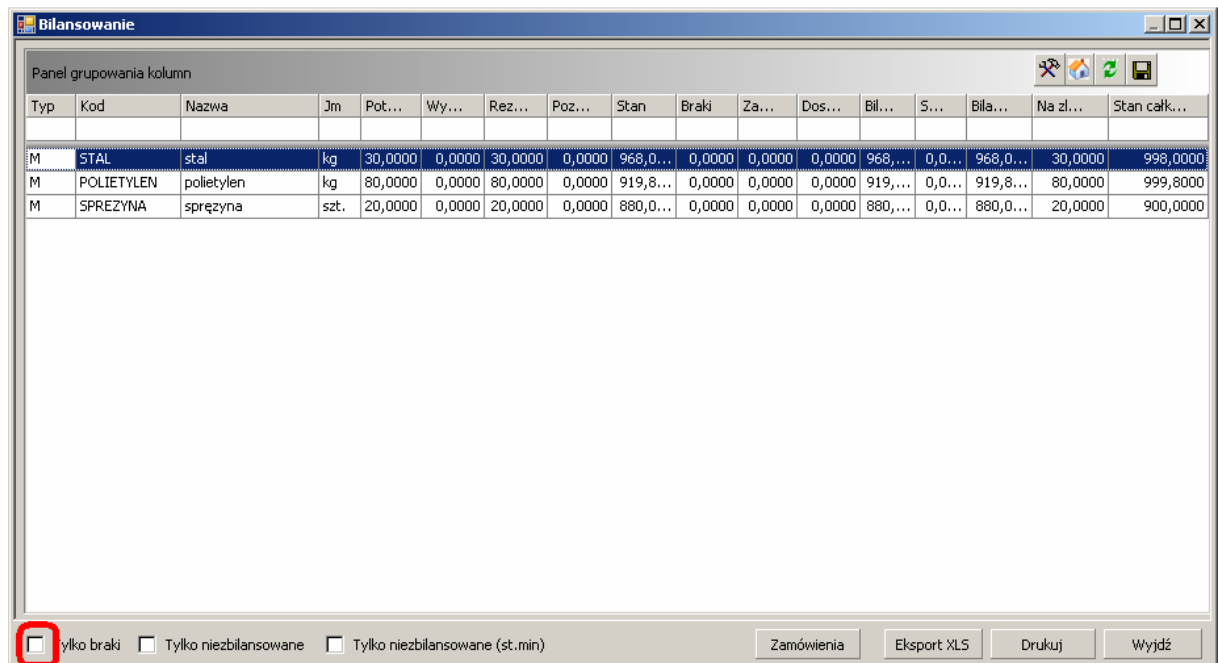 Bilansowanie
Panel grupowania kolumn
Typ Kod Nazwa Jm Pot... Wy... Rez... Poz... Stan Braki Za... Dos... Bil... S... Bila... Na zl... Stan całk...
M STAL stal kg 30,0000 0,0000 30,0000 0,0000 968,0... 0,0000 0,0000 0,0000 968,... 0,0... 968,0... 30,0000 998,0000
M POLIETYLEN polietylen kg 80,0000 0,0000 80,0000 0,0000 919,8... 0,0000 0,0000 0,0000 919,... 0,0... 919,8... 80,0000 999,8000
M SPREZYNA spręzyna szt. 20,0000 0,0000 20,0000 0,0000 880,0... 0,0000 0,0000 0,0000 880,... 0,0... 880,0... 20,0000 900,0000
Tylko braki Tylko niezbilansowane Tylko niezbilansowane (st.min) Zamówienia Eksport XLS Drukuj Wyjdź